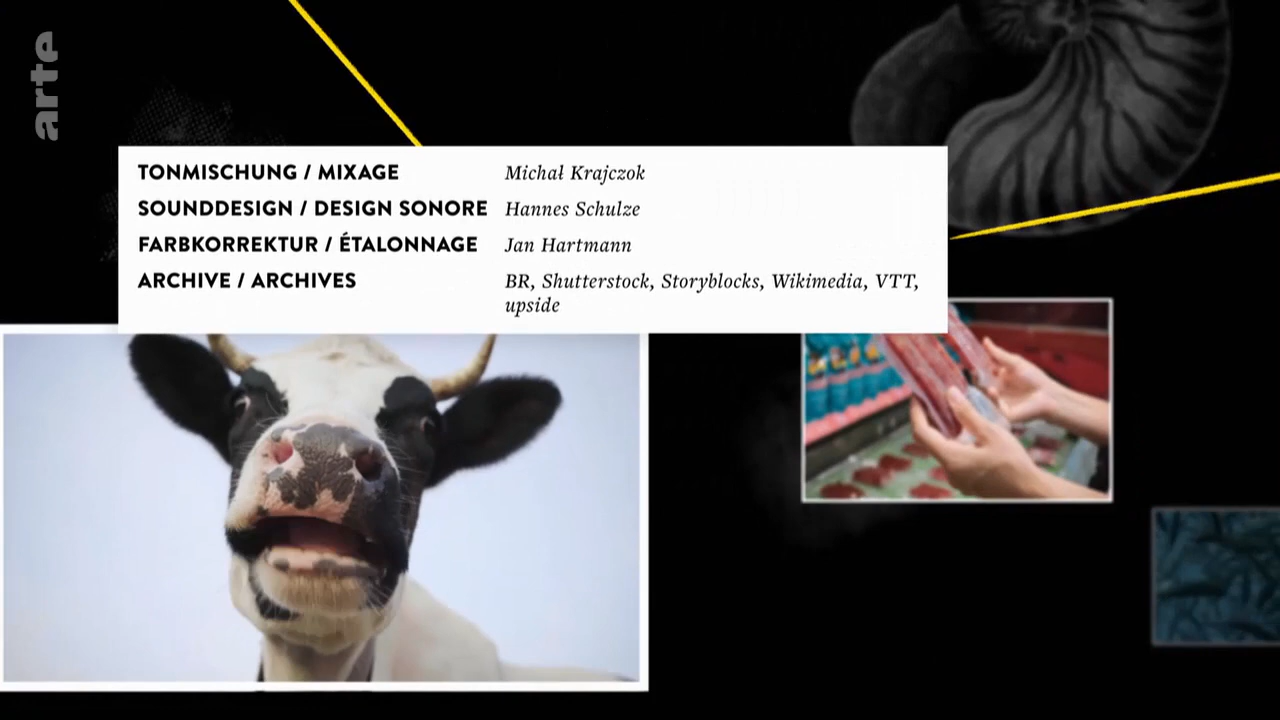 arte
TONMISCHUNG / MIXAGE Michał Krajczok
SOUNDDESIGN / DESIGN SONORE Hannes Schulze
FARBKORREKTUR / ÉTALONNAGE Jan Hartmann
ARCHIVE / ARCHIVES BR, Shutterstock, Storyblocks, Wikimedia, VTT,
upside